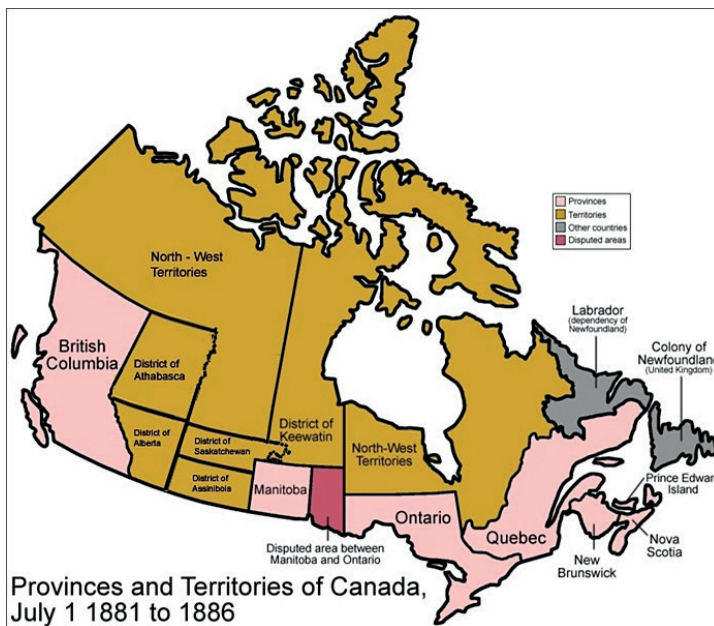 Provinces
Territories
Other countries
Disputed areas
North - West
Territories
Labrador
(dependency of
Newfoundland)
Colony of
Newfoundland
(United Kingdom)
British
Columbia
District of
Athabasca
District of
Alberta
District of
Saskatchewan
District of
Keewatin
North-West
Territories
District of
Assiniboia
Manitoba
Ontario
Quebec
Prince Edward
Island
Nova
Scotia
New
Brunswick
Disputed area between
Manitoba and Ontario
Provinces and Territories of Canada,
July 1 1881 to 1886